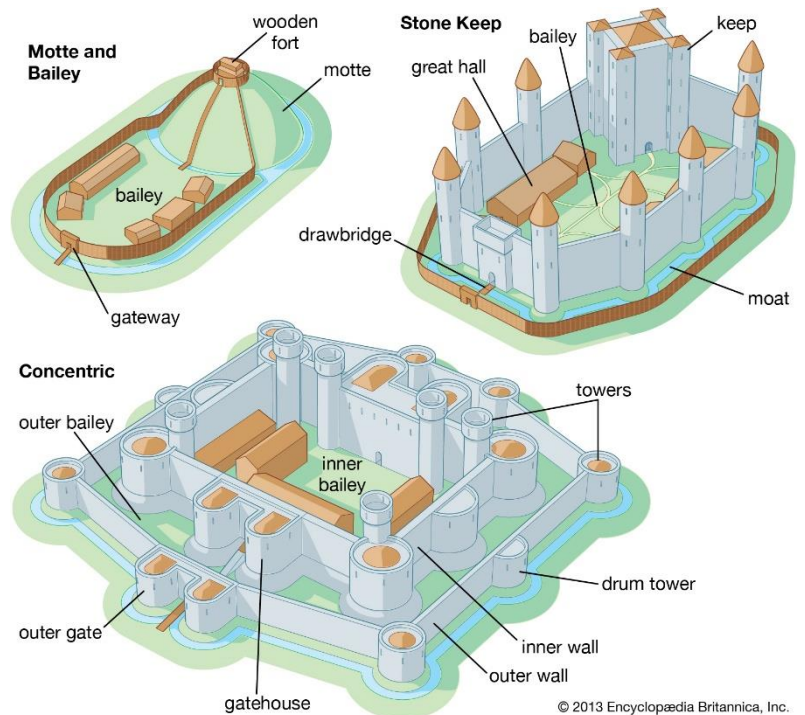 Motte and
Bailey
wooden
fort
motte
bailey
gateway
Stone Keep
bailey
keep
great hall
drawbridge
moat
Concentric
outer bailey
inner
bailey
towers
drum tower
outer gate
inner wall
outer wall
gatehouse
© 2013 Encyclopædia Britannica, Inc.